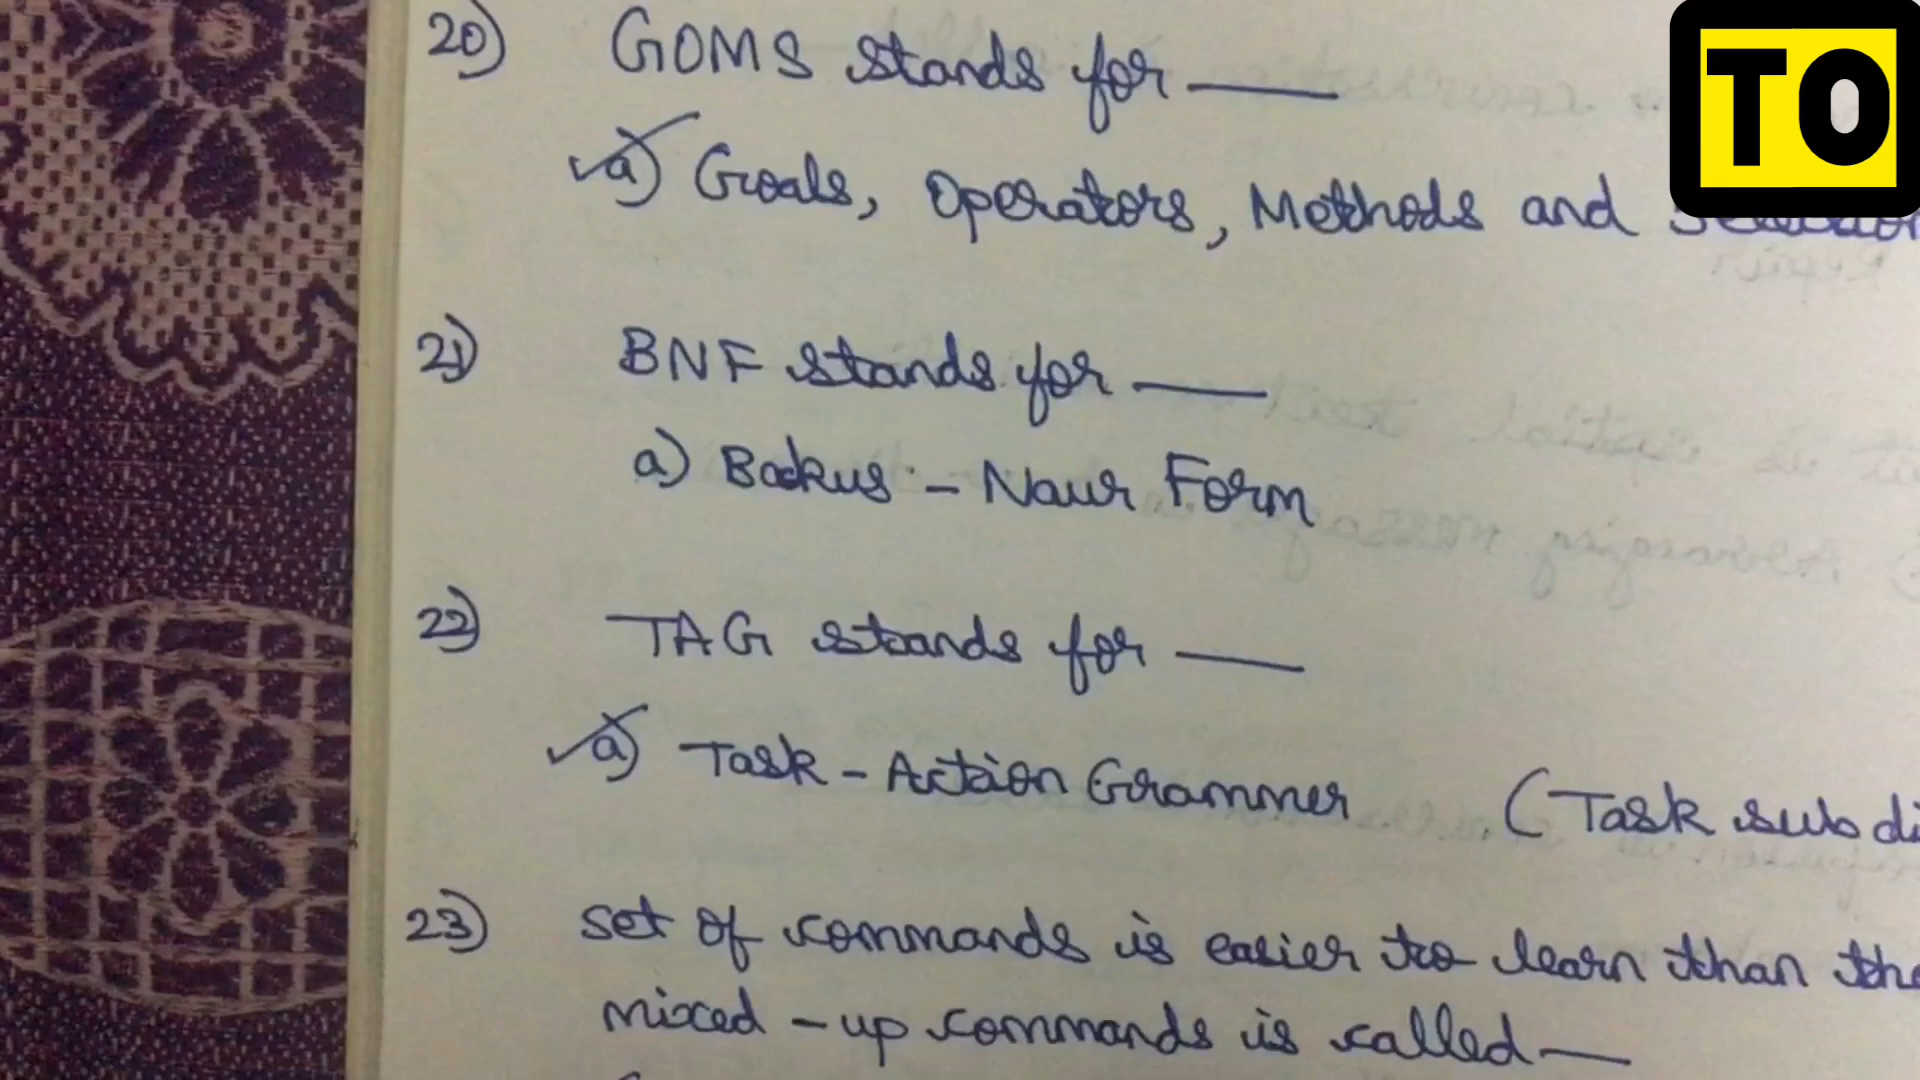 TO
20) GOMS stands for ___
a) Goals, Operators, Methods and
21) BNF stands for ___
a) Backus - Naur Form
22) TAG stands for ___
a) Task - Action Grammer (Task sub di
23) set of commands is easier to learn than the
mixed - up commands is called ___